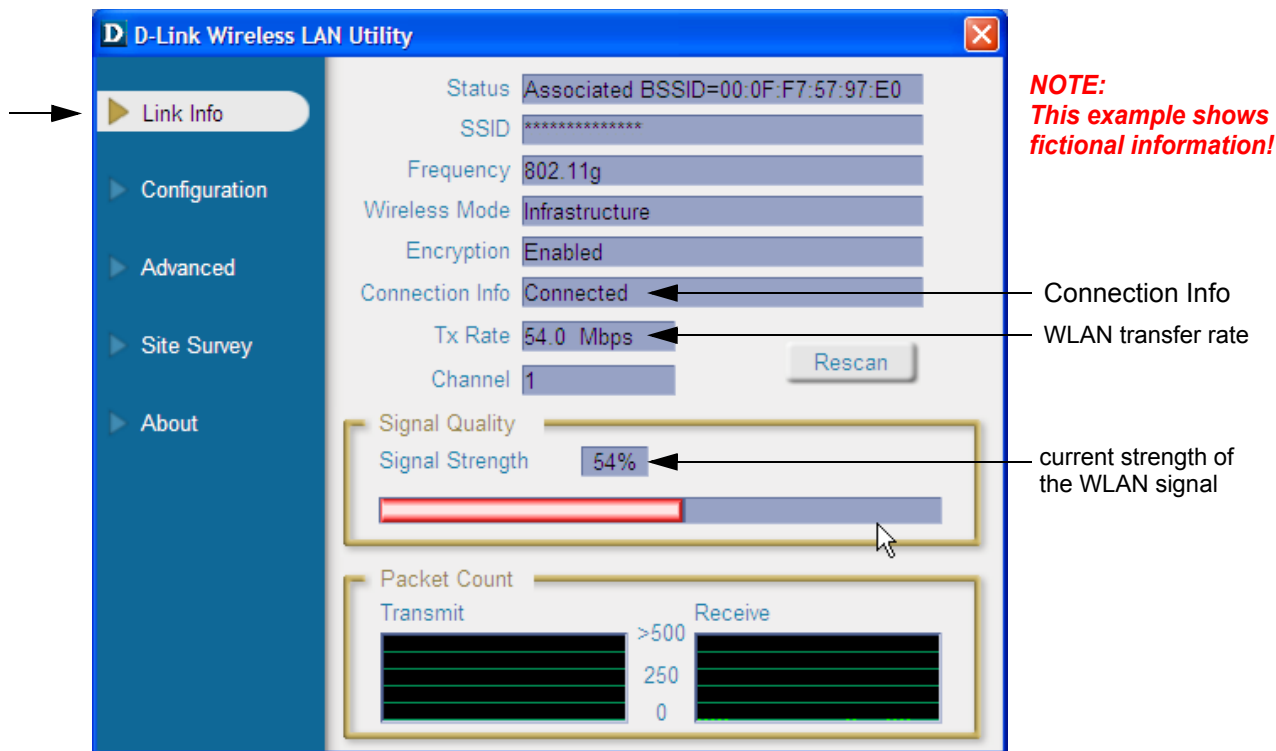 D D-Link Wireless LAN Utility
Link Info
Configuration
Advanced
Site Survey
About
Status Associated BSSID=00:0F:F7:57:97:E0
SSID **************
Frequency 802.11g
Wireless Mode Infrastructure
Encryption Enabled
Connection Info Connected
Tx Rate 54.0 Mbps
Channel 1
Rescan
Signal Quality
Signal Strength 54%
Packet Count
Transmit
Receive
>500
250
0
NOTE:
This example shows
fictional information!
Connection Info
WLAN transfer rate
current strength of
the WLAN signal